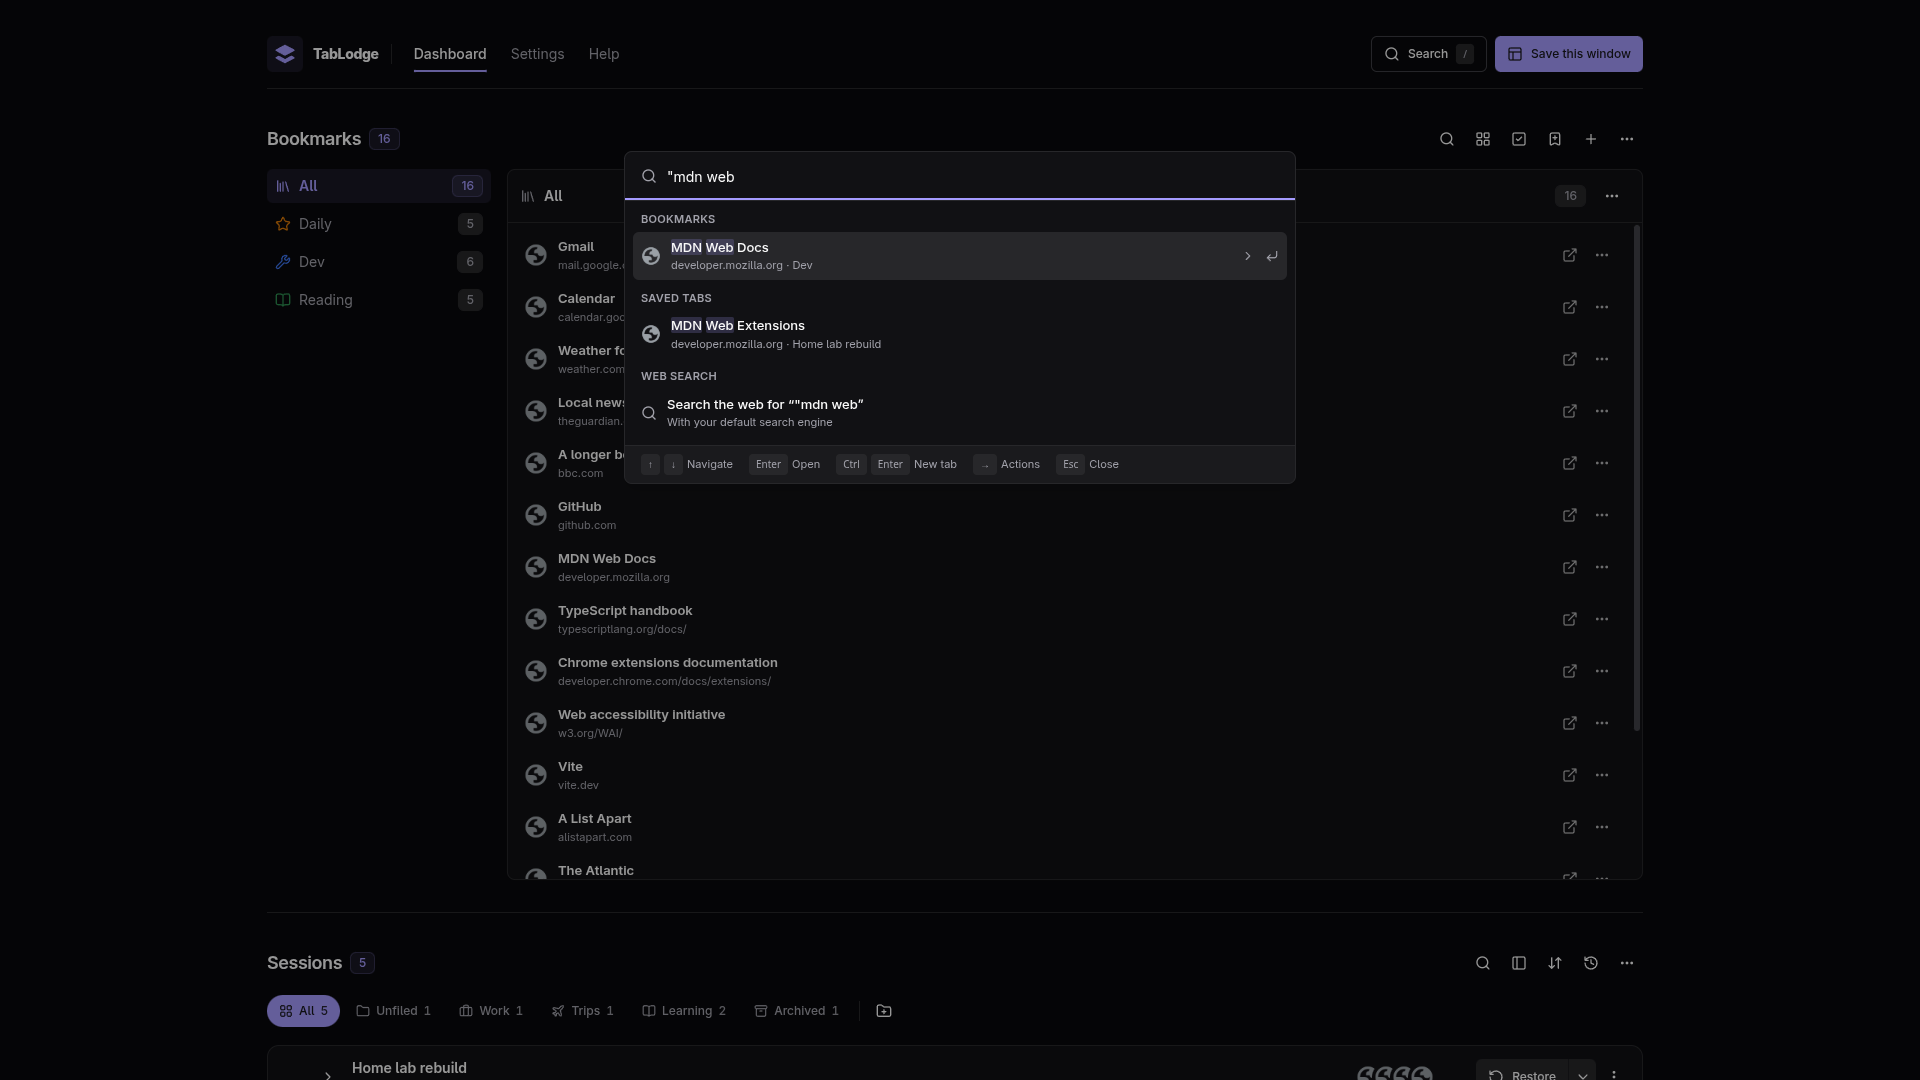 TabLodge
Dashboard
Settings
Help
Search /
Save this window
Bookmarks 16
All 16
Daily 5
Dev 6
Reading 5
All
16
"mdn web
BOOKMARKS
MDN Web Docs
developer.mozilla.org · Dev
SAVED TABS
MDN Web Extensions
developer.mozilla.org · Home lab rebuild
WEB SEARCH
Search the web for “"mdn web”
With your default search engine
↑ ↓ Navigate Enter Open Ctrl Enter New tab → Actions Esc Close
Gmail
mail.google.c
Calendar
calendar.goo
Weather fo
weather.com
Local news
theguardian.
A longer b
bbc.com
GitHub
github.com
MDN Web Docs
developer.mozilla.org
TypeScript handbook
typescriptlang.org/docs/
Chrome extensions documentation
developer.chrome.com/docs/extensions/
Web accessibility initiative
w3.org/WAI/
Vite
vite.dev
A List Apart
alistapart.com
The Atlantic
Sessions 5
All 5
Unfiled 1
Work 1
Trips 1
Learning 2
Archived 1
Home lab rebuild
Restore